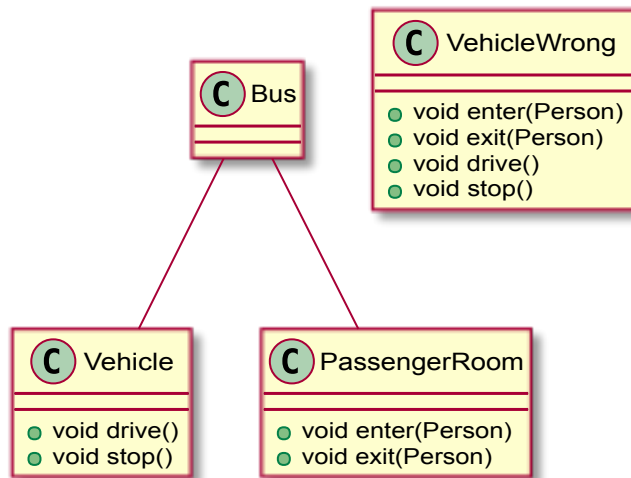 C VehicleWrong
void enter(Person)
void exit(Person)
void drive()
void stop()
C Bus
C Vehicle
void drive()
void stop()
C PassengerRoom
void enter(Person)
void exit(Person)